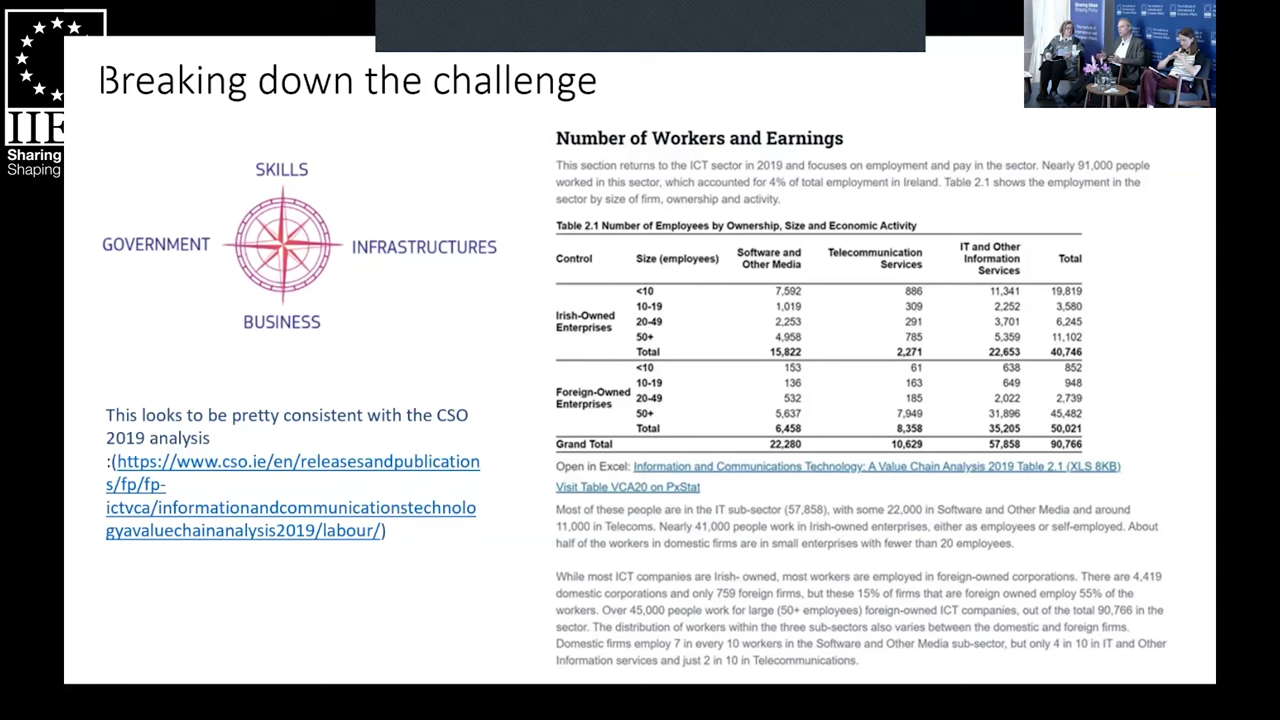 IIE
Sharing
Shaping
Breaking down the challenge
SKILLS
GOVERNMENT
INFRASTRUCTURES
BUSINESS
This looks to be pretty consistent with the CSO
2019 analysis
:(https://www.cso.ie/en/releasesandpublication
s/fp/fp-
ictvca/informationandcommunicationstechnolo
gyavaluechainanalysis2019/labour/)
Number of Workers and Earnings
This section returns to the ICT sector in 2019 and focuses on employment and pay in the sector. Nearly 91,000 people
worked in this sector, which accounted for 4% of total employment in Ireland. Table 2.1 shows the employment in the
sector by size of firm, ownership and activity.
Table 2.1 Number of Employees by Ownership, Size and Economic Activity
Control Size (employees) Software and Other Media Telecommunication Services IT and Other Information Services Total
Irish-Owned Enterprises
<10 7,592 886 11,341 19,819
10-19 1,019 309 2,252 3,580
20-49 2,253 291 3,701 6,245
50+ 4,958 785 5,359 11,102
Total 15,822 2,271 22,653 40,746
Foreign-Owned Enterprises
<10 153 61 638 852
10-19 136 163 649 948
20-49 532 185 2,022 2,739
50+ 5,637 7,949 31,896 45,482
Total 6,458 8,358 35,205 50,021
Grand Total 22,280 10,629 57,858 90,766
Open in Excel: Information and Communications Technology: A Value Chain Analysis 2019 Table 2.1 (XLS 8KB)
Visit Table VCA20 on PxStat
Most of these people are in the IT sub-sector (57,858), with some 22,000 in Software and Other Media and around
11,000 in Telecoms. Nearly 41,000 people work in Irish-owned enterprises, either as employees or self-employed. About
half of the workers in domestic firms are in small enterprises with fewer than 20 employees.
While most ICT companies are Irish- owned, most workers are employed in foreign-owned corporations. There are 4,419
domestic corporations and only 759 foreign firms, but these 15% of firms that are foreign owned employ 55% of the
workers. Over 45,000 people work for large (50+ employees) foreign-owned ICT companies, out of the total 90,766 in the
sector. The distribution of workers within the three sub-sectors also varies between the domestic and foreign firms.
Domestic firms employ 7 in every 10 workers in the Software and Other Media sub-sector, but only 4 in 10 in IT and Other
Information services and just 2 in 10 in Telecommunications.